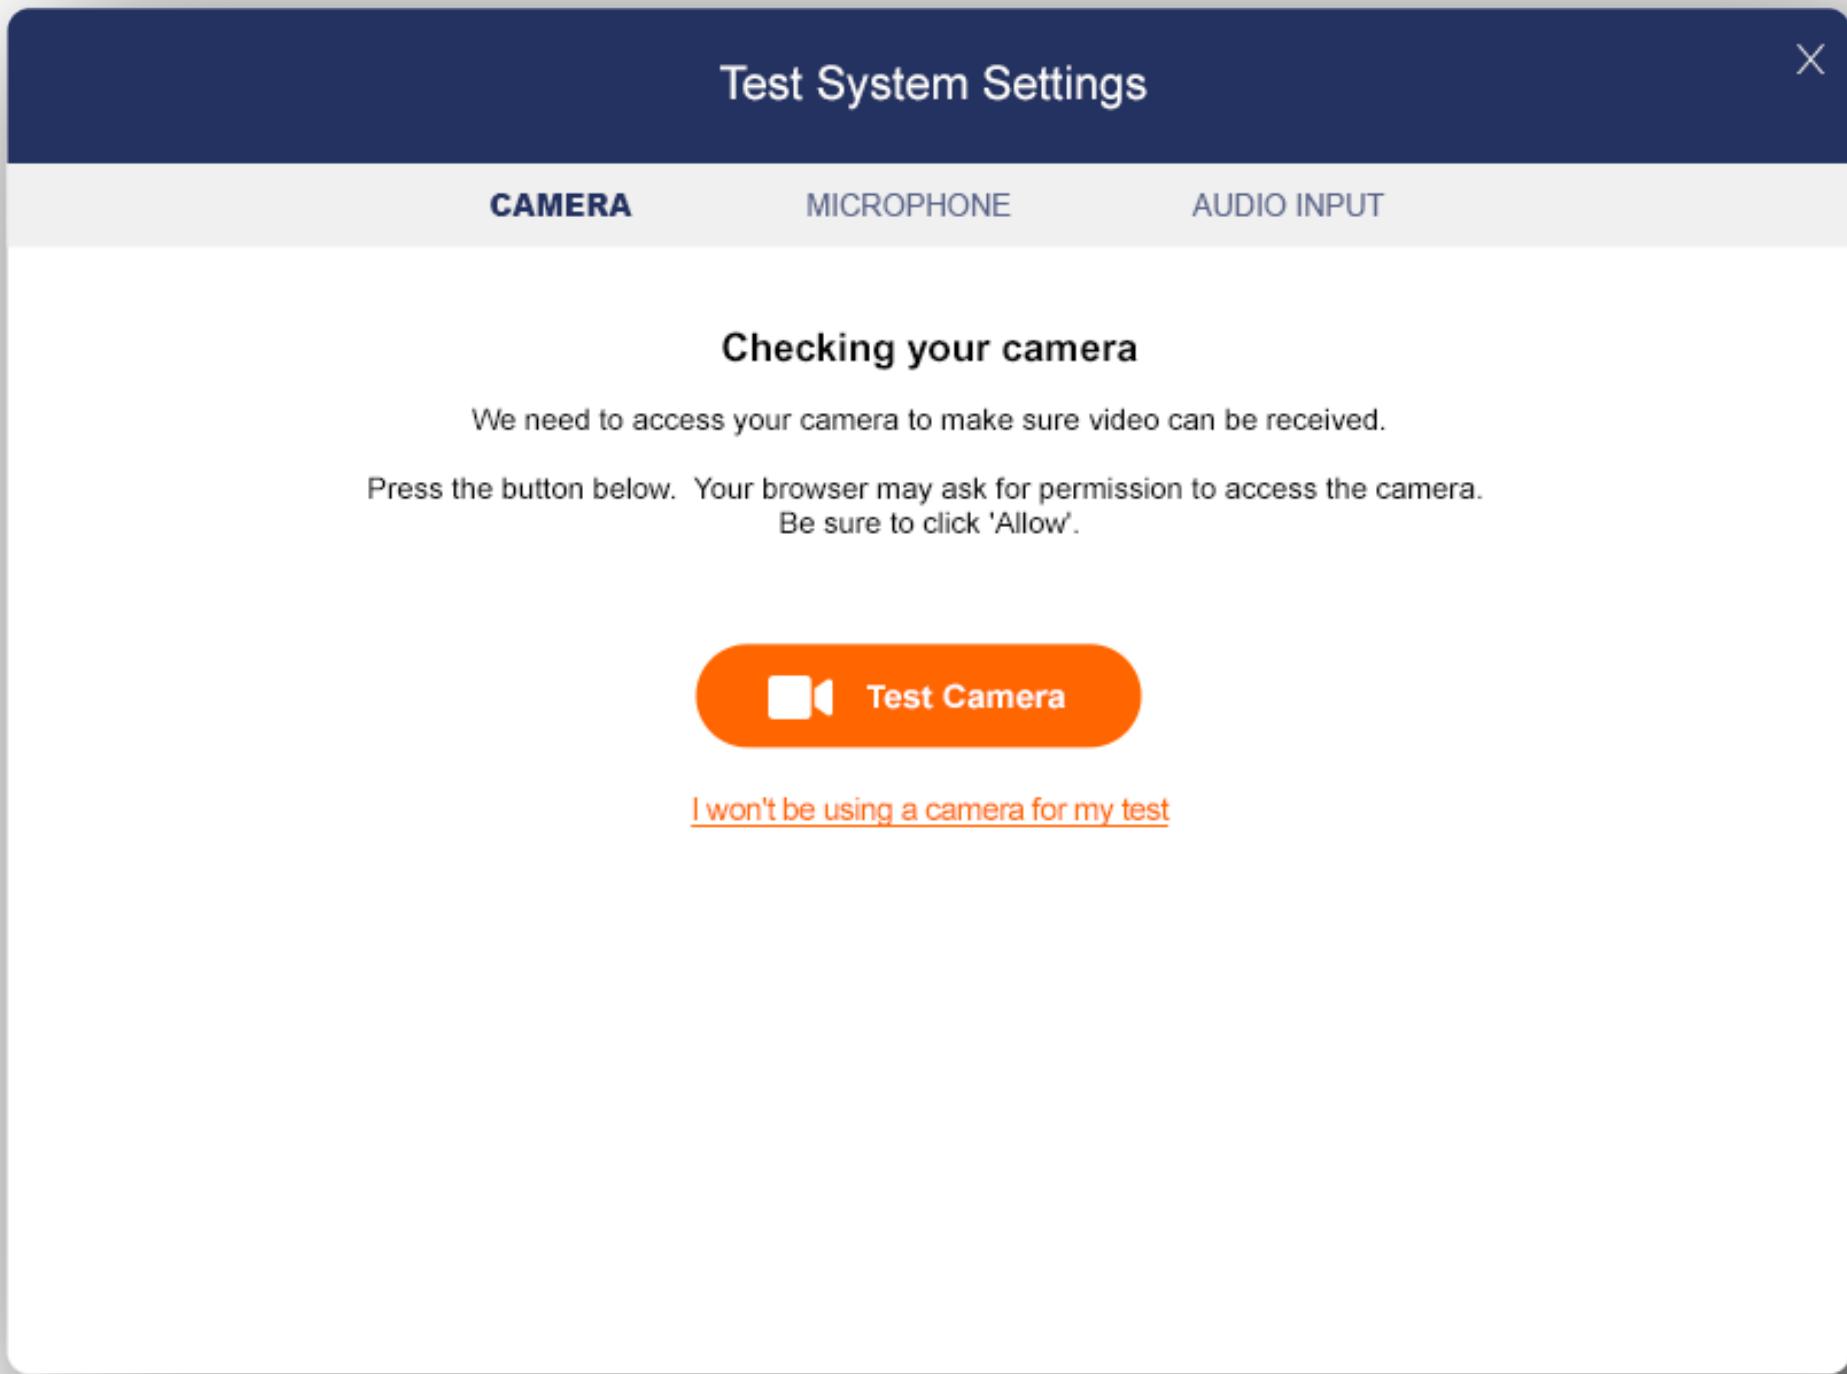 Test System Settings
CAMERA MICROPHONE AUDIO INPUT
Checking your camera
We need to access your camera to make sure video can be received.
Press the button below.  Your browser may ask for permission to access the camera.
Be sure to click 'Allow'.
Test Camera
I won't be using a camera for my test